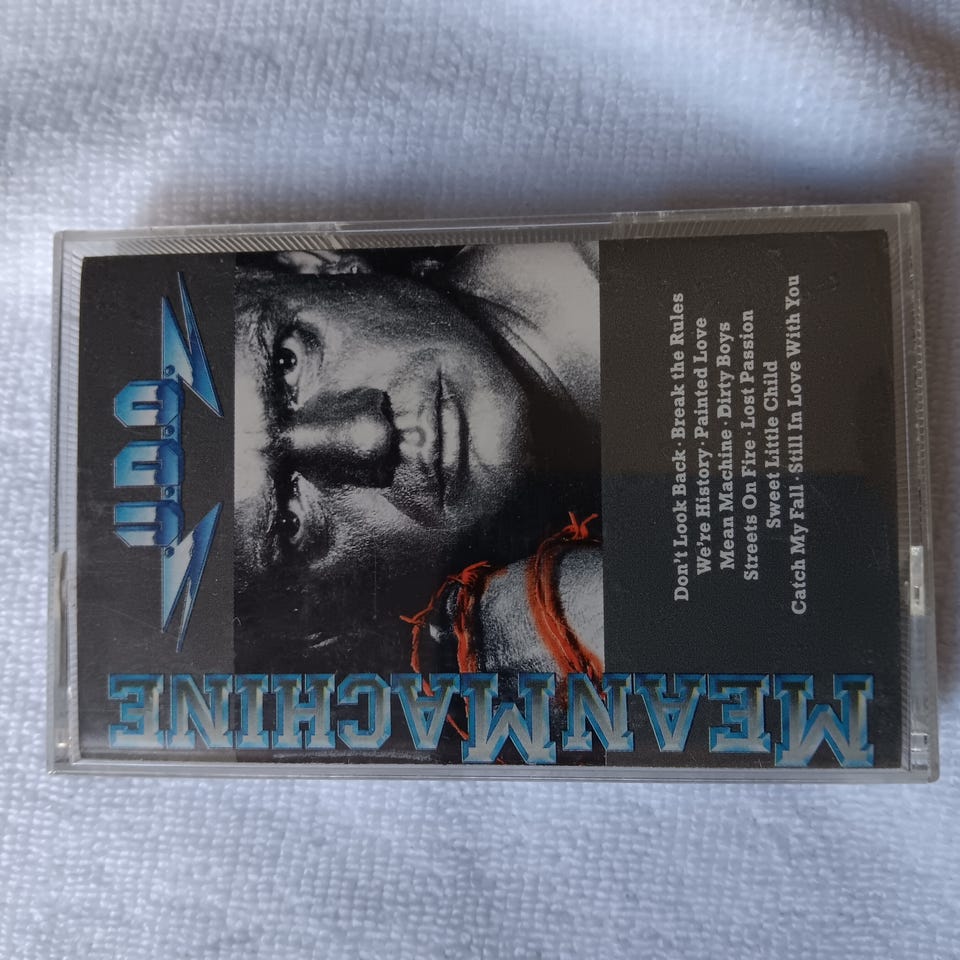 U.D.O.
Don't Look Back · Break the Rules
We're History · Painted Love
Mean Machine · Dirty Boys
Streets On Fire · Lost Passion
Sweet Little Child
Catch My Fall · Still In Love With You
MEAN MACHINE